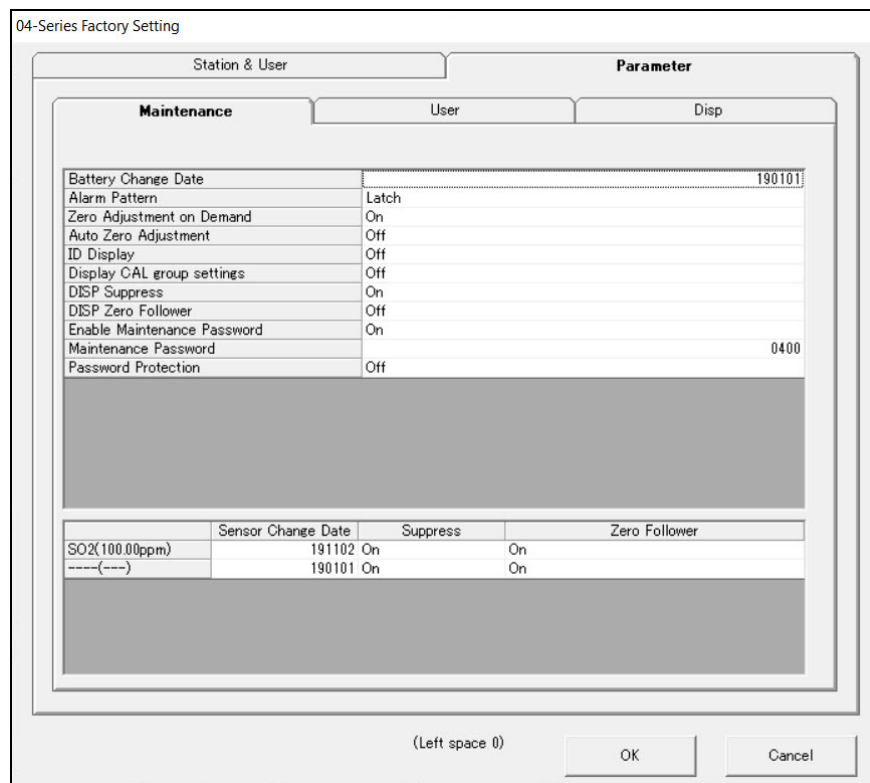 04-Series Factory Setting
Station & User Parameter
Maintenance User Disp
Battery Change Date 190101
Alarm Pattern Latch
Zero Adjustment on Demand On
Auto Zero Adjustment Off
ID Display Off
Display CAL group settings Off
DISP Suppress On
DISP Zero Follower Off
Enable Maintenance Password On
Maintenance Password 0400
Password Protection Off
Sensor Change Date Suppress Zero Follower
SO2(100.00ppm) 191102 On On
----(---) 190101 On On
(Left space 0) OK Cancel